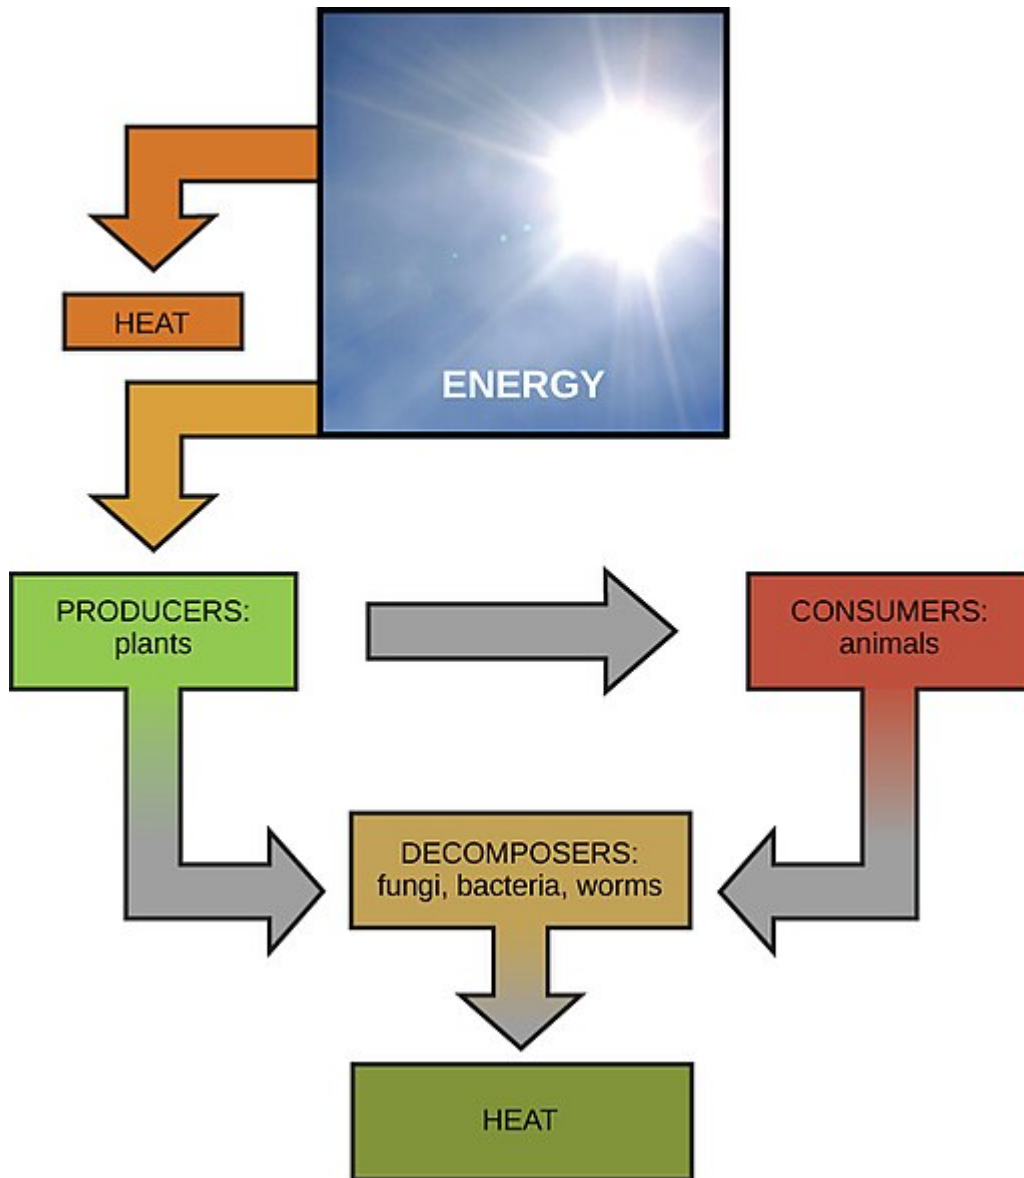 HEAT
ENERGY
PRODUCERS:
plants
CONSUMERS:
animals
DECOMPOSERS:
fungi, bacteria, worms
HEAT